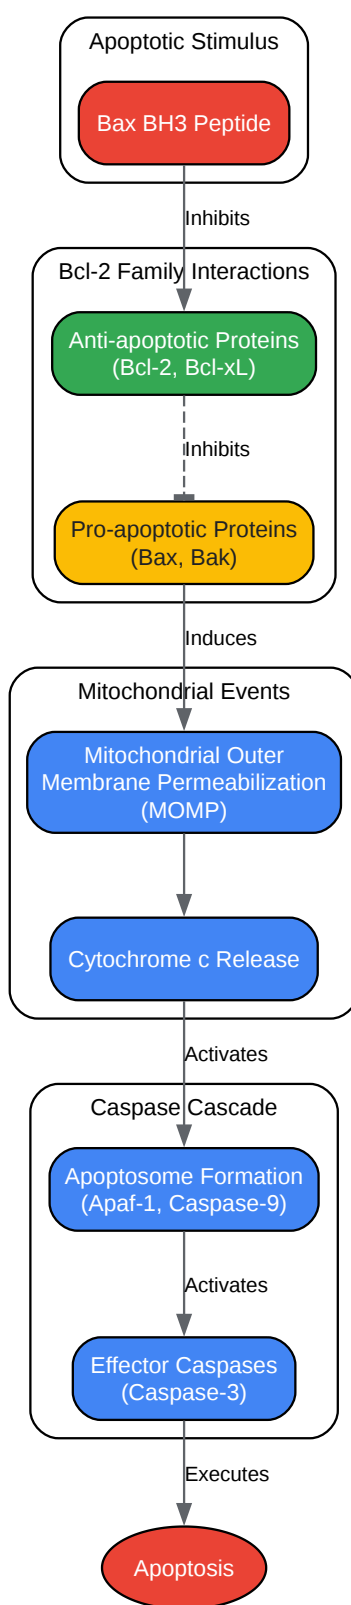 Apoptotic Stimulus
Bax BH3 Peptide
Inhibits
Bcl-2 Family Interactions
Anti-apoptotic Proteins
(Bcl-2, Bcl-xL)
Inhibits
Pro-apoptotic Proteins
(Bax, Bak)
Induces
Mitochondrial Events
Mitochondrial Outer
Membrane Permeabilization
(MOMP)
Cytochrome c Release
Activates
Caspase Cascade
Apoptosome Formation
(Apaf-1, Caspase-9)
Activates
Effector Caspases
(Caspase-3)
Executes
Apoptosis